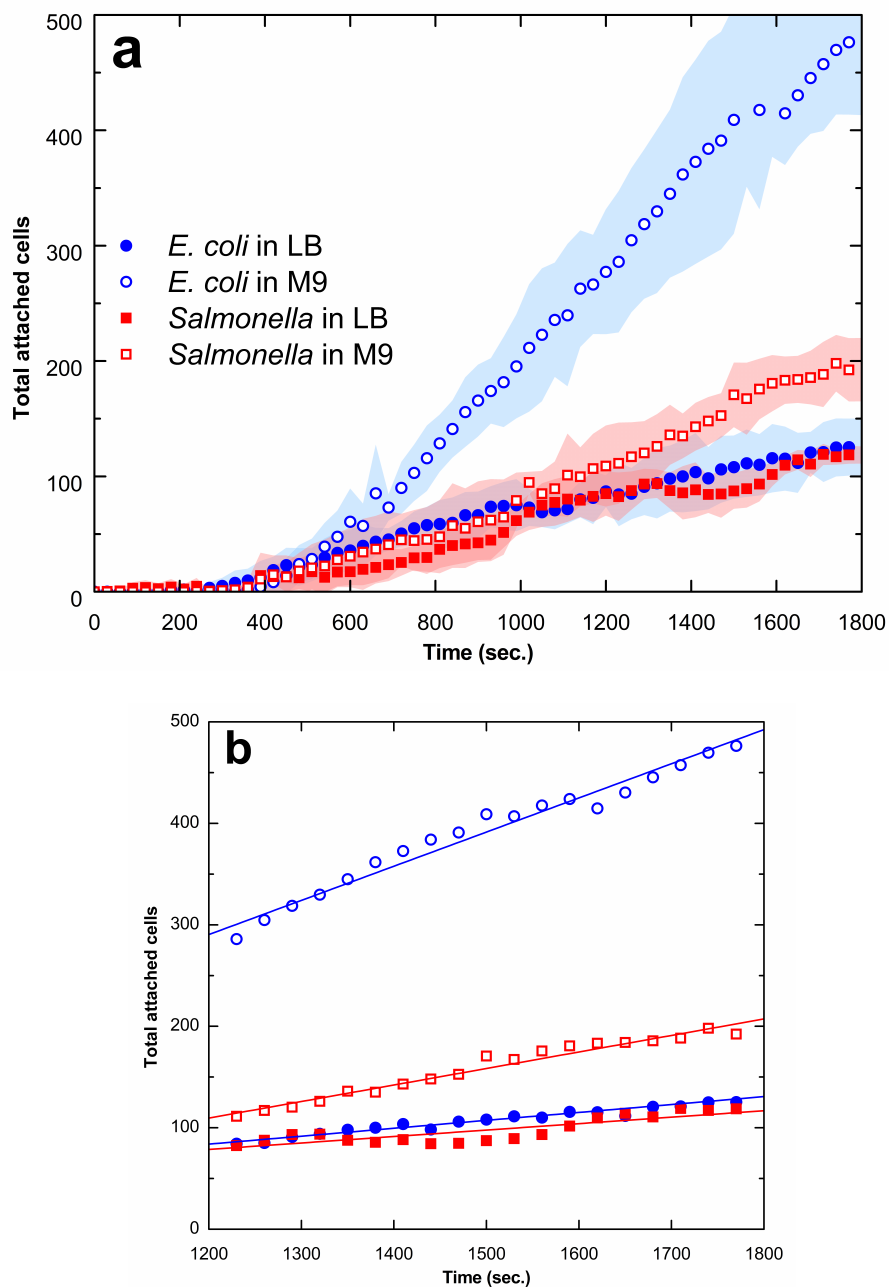 a
500
400
300
200
100
0
Total attached cells
E. coli in LB
E. coli in M9
Salmonella in LB
Salmonella in M9
0 200 400 600 800 1000 1200 1400 1600 1800
Time (sec.)
b
500
400
300
200
100
0
Total attached cells
1200 1300 1400 1500 1600 1700 1800
Time (sec.)